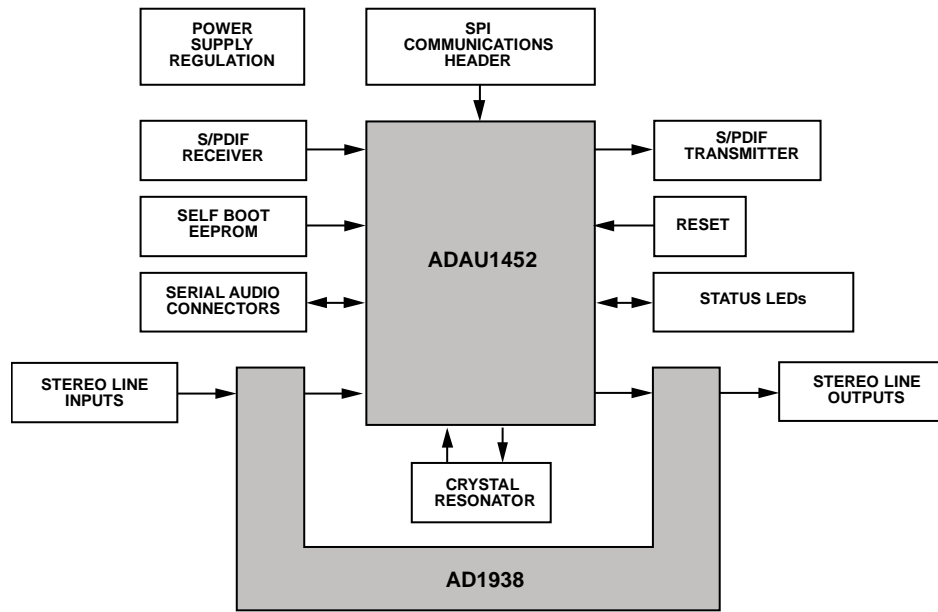 POWER
SUPPLY
REGULATION
SPI
COMMUNICATIONS
HEADER
S/PDIF
RECEIVER
S/PDIF
TRANSMITTER
SELF BOOT
EEPROM
ADAU1452
RESET
SERIAL AUDIO
CONNECTORS
STATUS LEDs
STEREO LINE
INPUTS
STEREO LINE
OUTPUTS
CRYSTAL
RESONATOR
AD1938